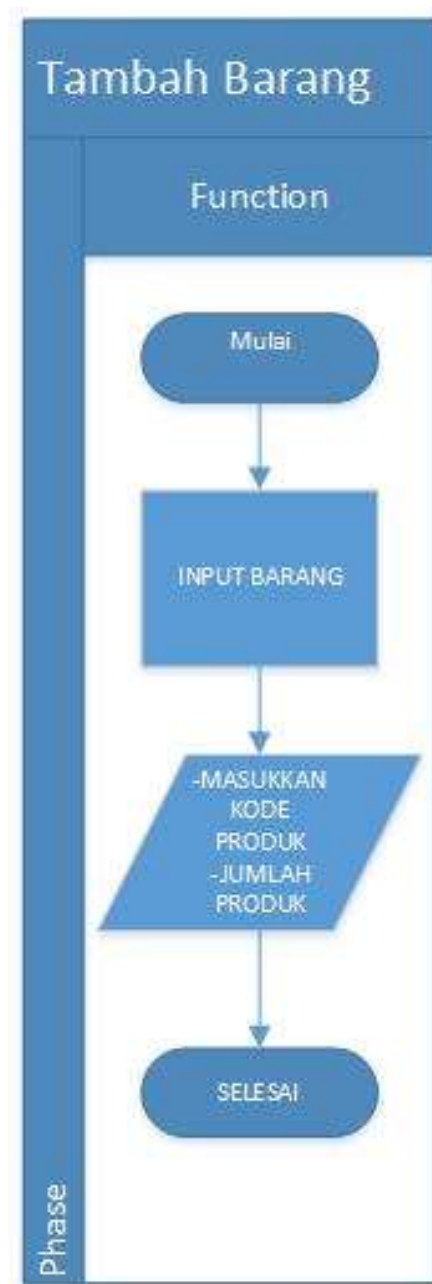 Tambah Barang
Function
Mulai
INPUT BARANG
-MASUKKAN
KODE
PRODUK
-JUMLAH
PRODUK
SELESAI
Phase